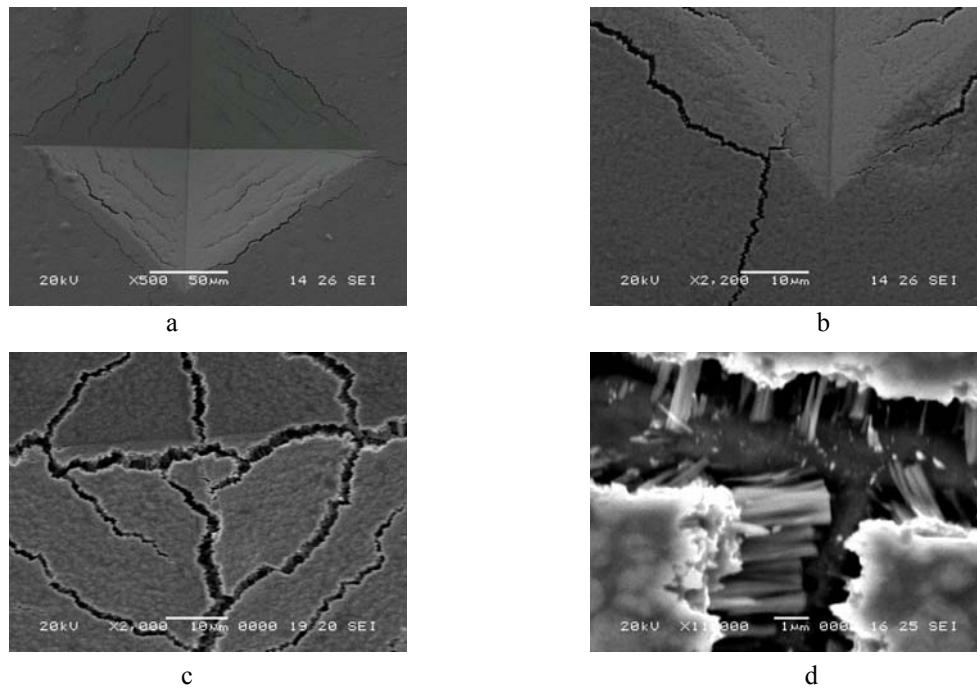 20kV X500 50µm 14 26 SEI
20kV X2,200 10µm 14 26 SEI
a
b
20kV X2,000 10µm 0000 19 20 SEI
20kV 1µm 16 25 SEI
c
d